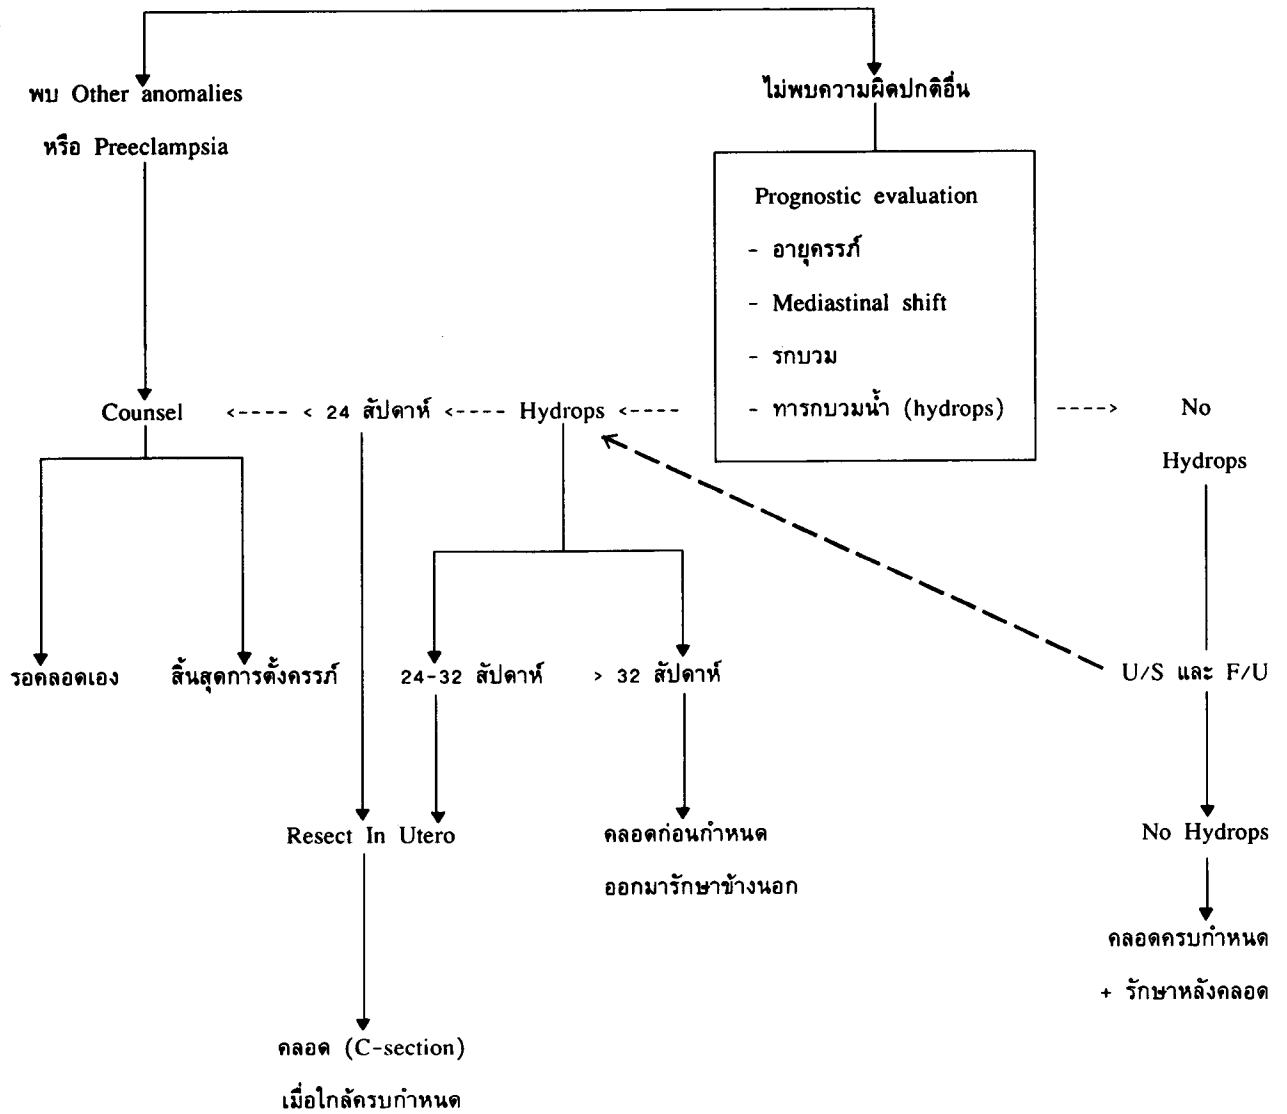 พบ Other anomalies
หรือ Preeclampsia
ไม่พบความผิดปกติอื่น
Prognostic evaluation
- อายุครรภ์
- Mediastinal shift
- รกบวม
- ทารกบวมน้ำ (hydrops)
Counsel <---- < 24 สัปดาห์ <---- Hydrops <---- ----> No
Hydrops
รอคลอดเอง สิ้นสุดการตั้งครรภ์ 24-32 สัปดาห์ > 32 สัปดาห์ U/S และ F/U
Resect In Utero
คลอดก่อนกำหนด
ออกมารักษาข้างนอก
No Hydrops
คลอดครบกำหนด
+ รักษาหลังคลอด
คลอด (C-section)
เมื่อใกล้ครบกำหนด